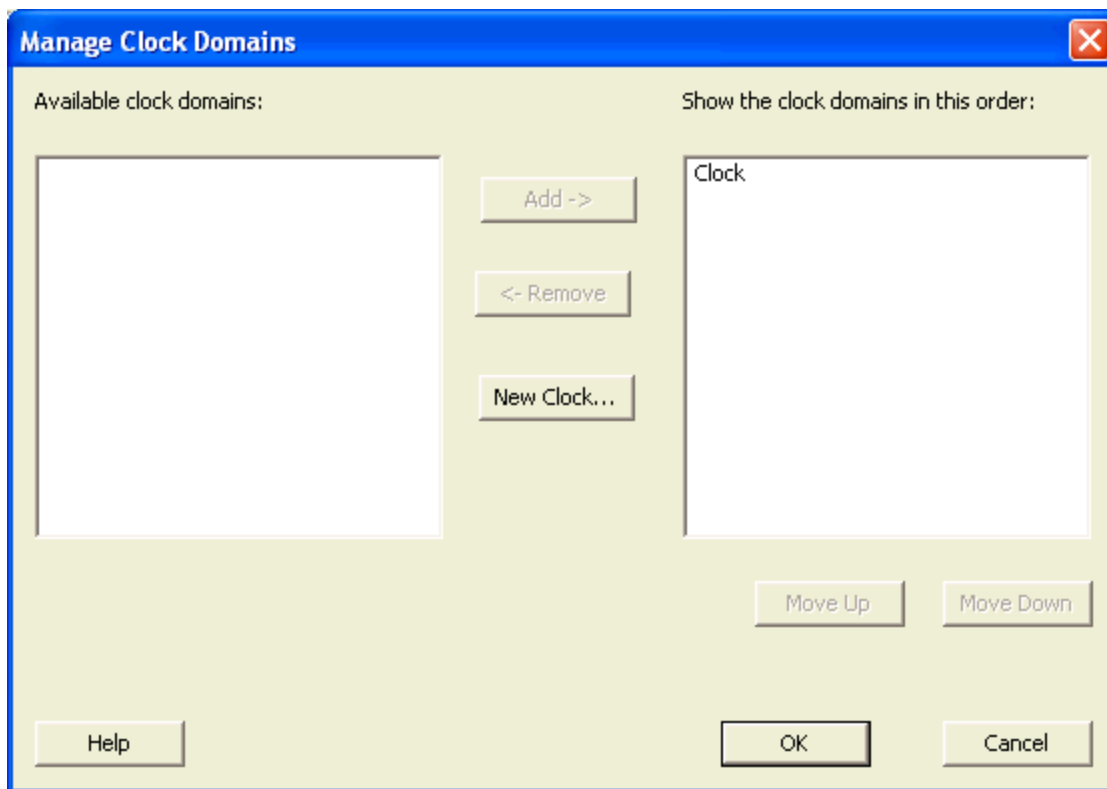 Manage Clock Domains
Available clock domains:
Show the clock domains in this order:
Clock
Add ->
<- Remove
New Clock...
Move Up
Move Down
Help
OK
Cancel